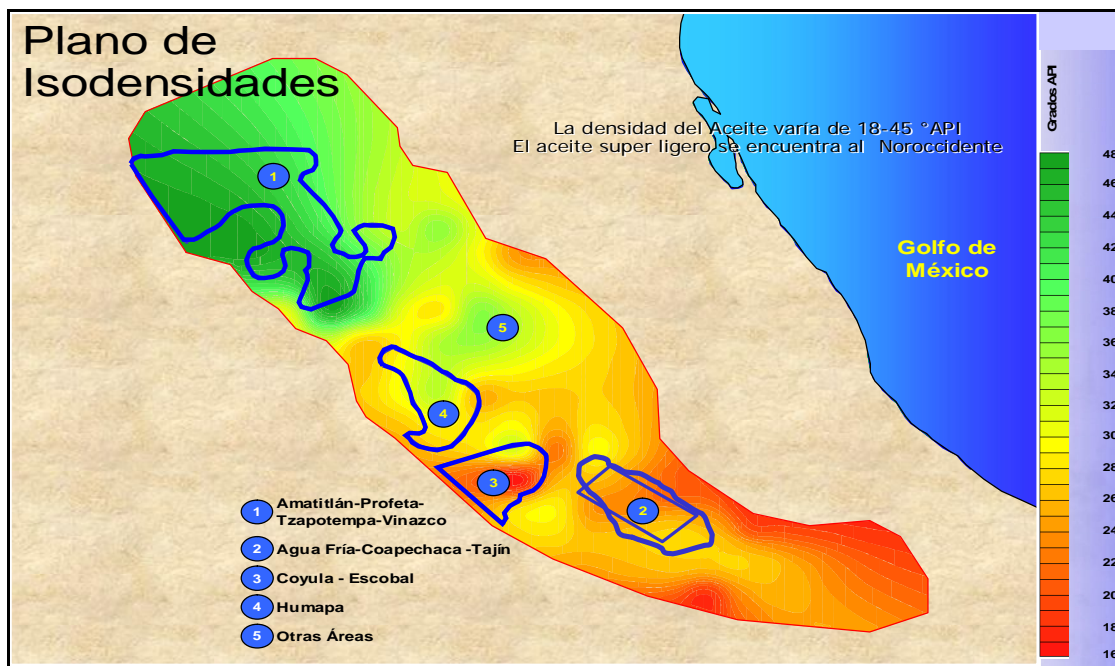 Plano de
Isodensidades
La densidad del Aceite varía de 18-45 °API
El aceite super ligero se encuentra al Noroccidente
Golfo de
México
Grados API
48
46
44
42
40
38
36
34
32
30
28
26
24
22
20
18
16
1
5
4
3
2
1 Amatitlán-Profeta-
Tzapotempa-Vinazco
2 Agua Fría-Coapechaca -Tajín
3 Coyula - Escobal
4 Humapa
5 Otras Áreas